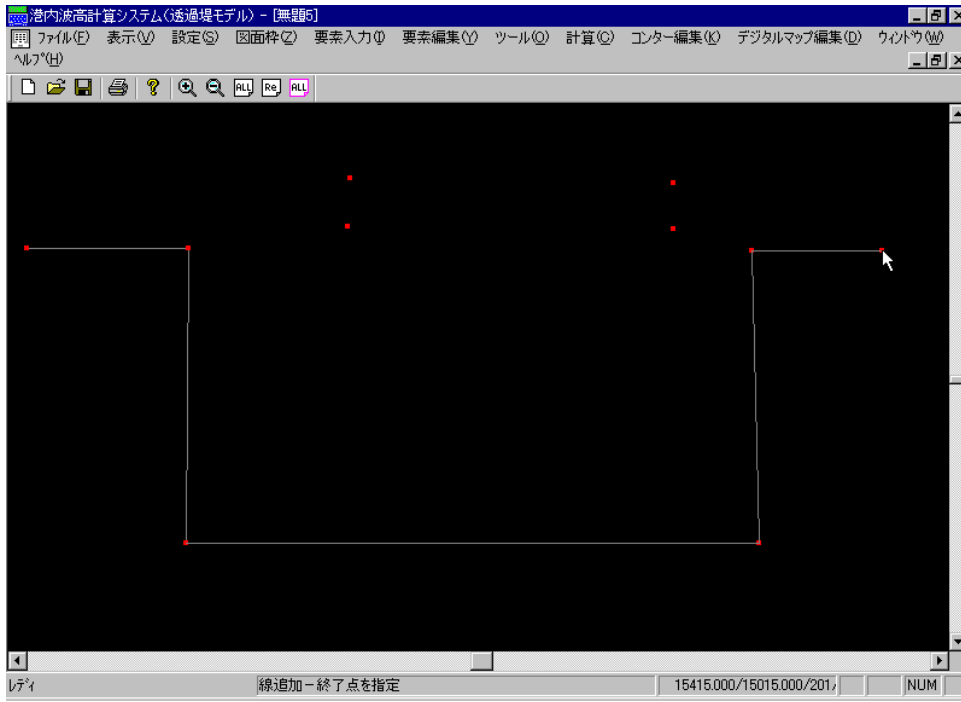 港内波高計算システム(透過堤モデル) - [無題5]
ファイル(F) 表示(V) 設定(S) 図面枠(Z) 要素入力(I) 要素編集(Y) ツール(O) 計算(C) コンター編集(K) デジタルマップ編集(D) ウィンドウ(W)
ヘルプ(H)
ALL Re ALL
レディ 線追加-終了点を指定 15415.000/15015.000/201 NUM